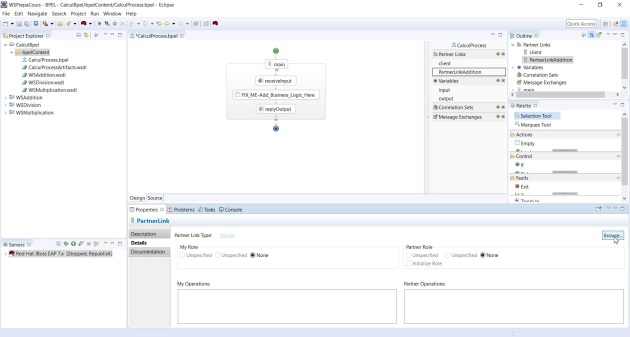 WSPrepaCours - BPEL - CalculBpel/bpelContent/CalculProcess.bpel - Eclipse
File Edit Navigate Search Project Run Window Help
Quick Access
Project Explorer
CalculBpel
bpelContent
CalculProcess.bpel
CalculProcessArtifacts.wsdl
WSAddition.wsdl
WSDivision.wsdl
WSMultiplication.wsdl
WSAddition
WSDivision
WSMultiplication
Servers
Red Hat JBoss EAP 7.x [Stopped, Republish]
*CalculProcess.bpel
main
receiveInput
FIX_ME-Add_Business_Logic_Here
replyOutput
CalculProcess
Partner Links
client
PartnerLinkAddition
Variables
input
output
Correlation Sets
Message Exchanges
Design Source
Outline
Partner Links
client
PartnerLinkAddition
Variables
Correlation Sets
Message Exchanges
main
Palette
Selection Tool
Marquee Tool
Actions
Empty
Control
If
Faults
Exit
Zoom In
Properties Problems Tasks Console
PartnerLink
Description
Details
Documentation
Partner Link Type:
Browse...
My Role
Unspecified Unspecified None
Partner Role
Unspecified Unspecified None
Initialize Role
My Operations
Partner Operations